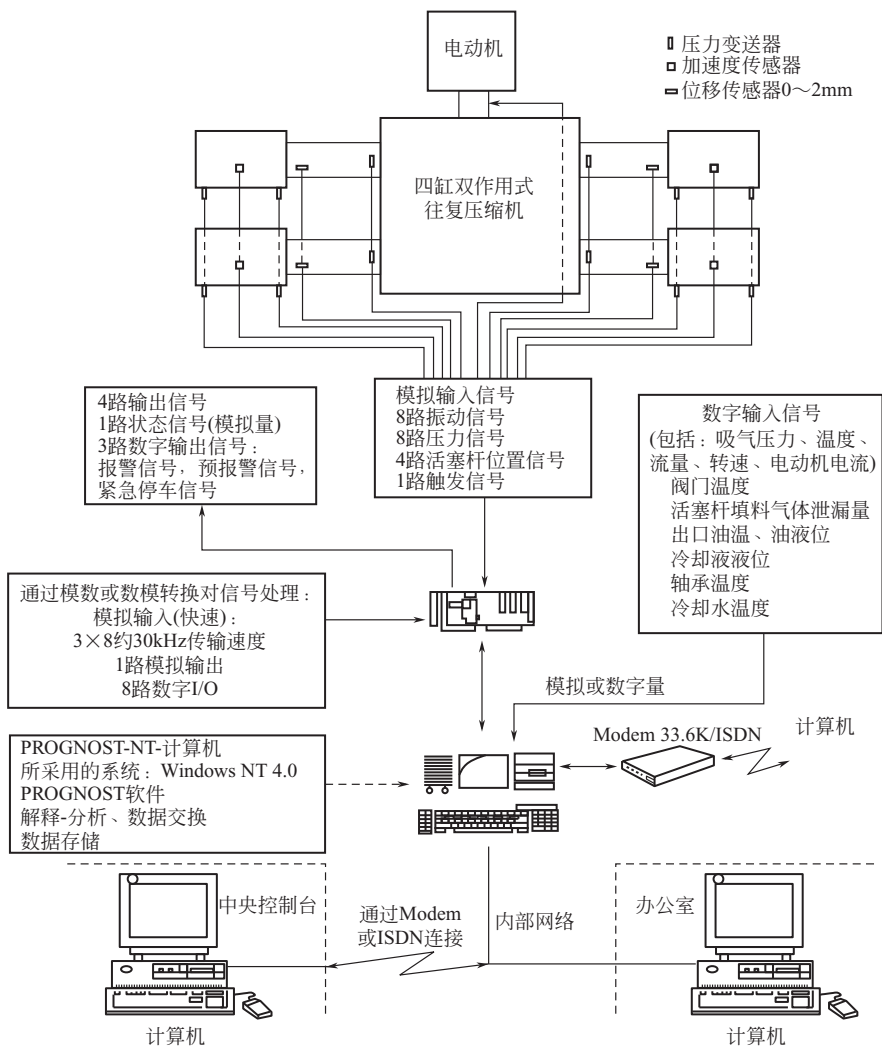 电动机
压力变送器
加速度传感器
位移传感器0～2mm
四缸双作用式
往复压缩机
4路输出信号
1路状态信号(模拟量)
3路数字输出信号：
报警信号，预报警信号，
紧急停车信号
模拟输入信号
8路振动信号
8路压力信号
4路活塞杆位置信号
1路触发信号
数字输入信号
(包括：吸气压力、温度、
流量、转速、电动机电流)
阀门温度
活塞杆填料气体泄漏量
出口油温、油液位
冷却液液位
轴承温度
冷却水温度
通过模数或数模转换对信号处理：
模拟输入(快速)：
3×8约30kHz传输速度
1路模拟输出
8路数字I/O
模拟或数字量
Modem 33.6K/ISDN
计算机
PROGNOST-NT-计算机
所采用的系统：Windows NT 4.0
PROGNOST软件
解释-分析、数据交换
数据存储
中央控制台
通过Modem
或ISDN连接
内部网络
办公室
计算机
计算机